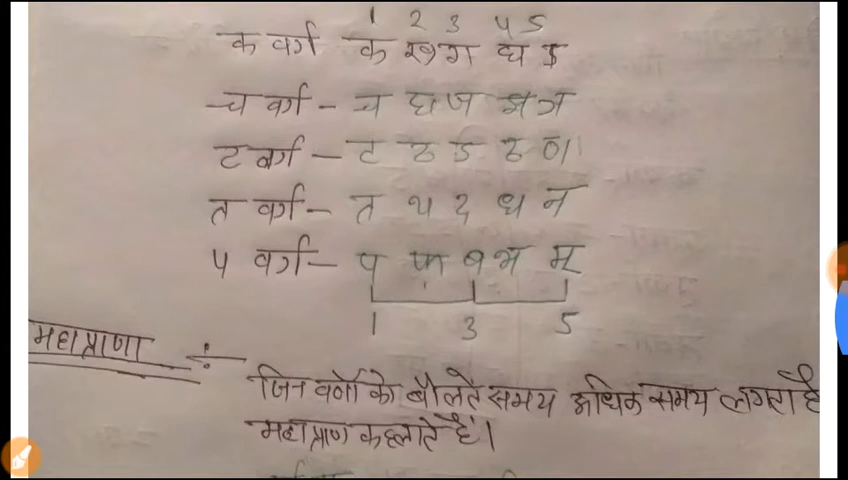 1 2 3 4 5
क वर्ग क ख ग घ ङ
च वर्ग - च छ ज झ ञ
ट वर्ग - ट ठ ड ढ ण
त वर्ग - त थ द ध न
प वर्ग - प फ ब भ म
1 3 5
महाप्राण ÷
जिन वर्णो को बोलते समय अधिक समय लगता है
महाप्राण कहलाते है।